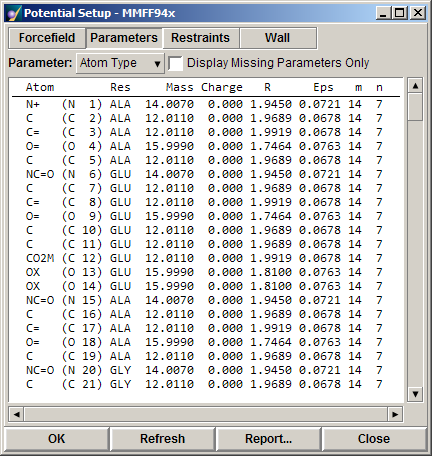 Potential Setup - MMFF94x
Forcefield Parameters Restraints Wall
Parameter: Atom Type Display Missing Parameters Only
Atom Res Mass Charge R Eps m n
N+ (N 1) ALA 14.0070 0.000 1.9450 0.0721 14 7
C (C 2) ALA 12.0110 0.000 1.9689 0.0678 14 7
C= (C 3) ALA 12.0110 0.000 1.9919 0.0678 14 7
O= (O 4) ALA 15.9990 0.000 1.7464 0.0763 14 7
C (C 5) ALA 12.0110 0.000 1.9689 0.0678 14 7
NC=O (N 6) GLU 14.0070 0.000 1.9450 0.0721 14 7
C (C 7) GLU 12.0110 0.000 1.9689 0.0678 14 7
C= (C 8) GLU 12.0110 0.000 1.9919 0.0678 14 7
O= (O 9) GLU 15.9990 0.000 1.7464 0.0763 14 7
C (C 10) GLU 12.0110 0.000 1.9689 0.0678 14 7
C (C 11) GLU 12.0110 0.000 1.9689 0.0678 14 7
CO2M (C 12) GLU 12.0110 0.000 1.9919 0.0678 14 7
OX (O 13) GLU 15.9990 0.000 1.8100 0.0763 14 7
OX (O 14) GLU 15.9990 0.000 1.8100 0.0763 14 7
NC=O (N 15) ALA 14.0070 0.000 1.9450 0.0721 14 7
C (C 16) ALA 12.0110 0.000 1.9689 0.0678 14 7
C= (C 17) ALA 12.0110 0.000 1.9919 0.0678 14 7
O= (O 18) ALA 15.9990 0.000 1.7464 0.0763 14 7
C (C 19) ALA 12.0110 0.000 1.9689 0.0678 14 7
NC=O (N 20) GLY 14.0070 0.000 1.9450 0.0721 14 7
C (C 21) GLY 12.0110 0.000 1.9689 0.0678 14 7
OK Refresh Report... Close